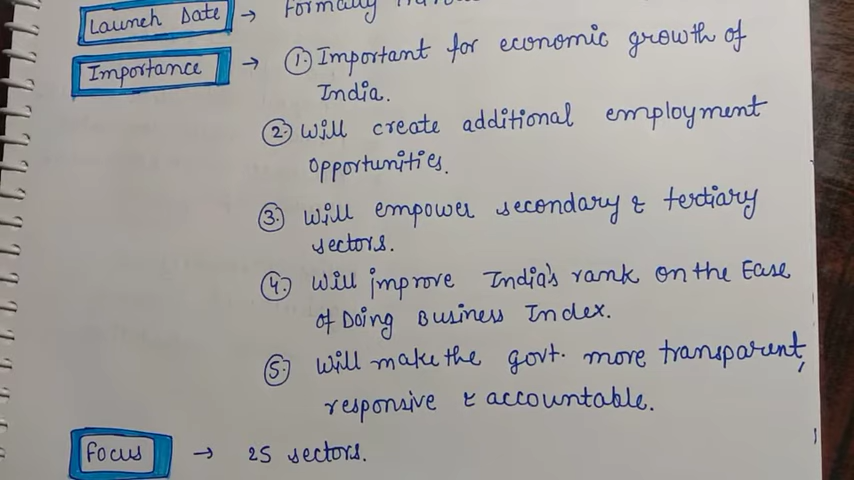 Launch Date → Formally
Importance → 1. Important for economic growth of
India.
2. Will create additional employment
opportunities.
3. Will empower secondary & tertiary
sectors.
4. Will improve India's rank on the Ease
of Doing Business Index.
5. Will make the govt. more transparent,
responsive & accountable.
Focus → 25 sectors.